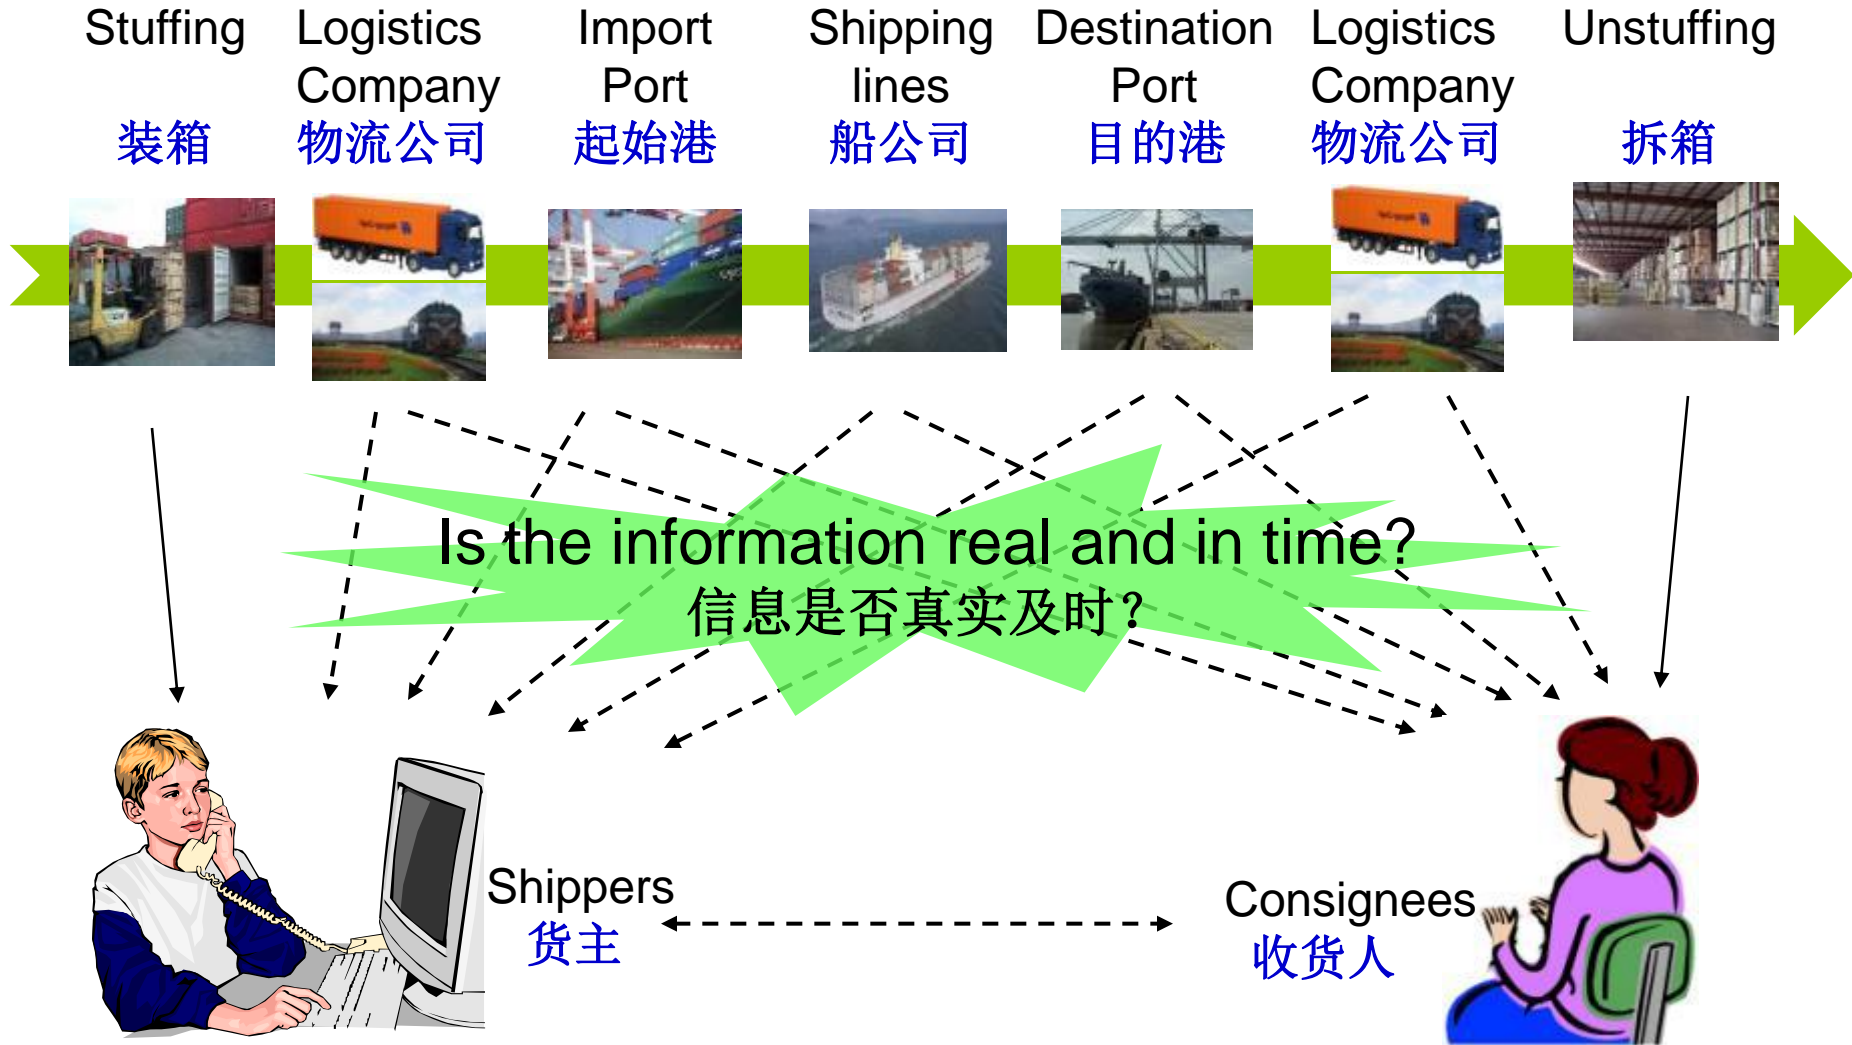 Stuffing
装箱
Logistics
Company
物流公司
Import
Port
起始港
Shipping
lines
船公司
Destination
Port
目的港
Logistics
Company
物流公司
Unstuffing
拆箱
Is the information real and in time?
信息是否真实及时?
Shippers
货主
Consignees
收货人